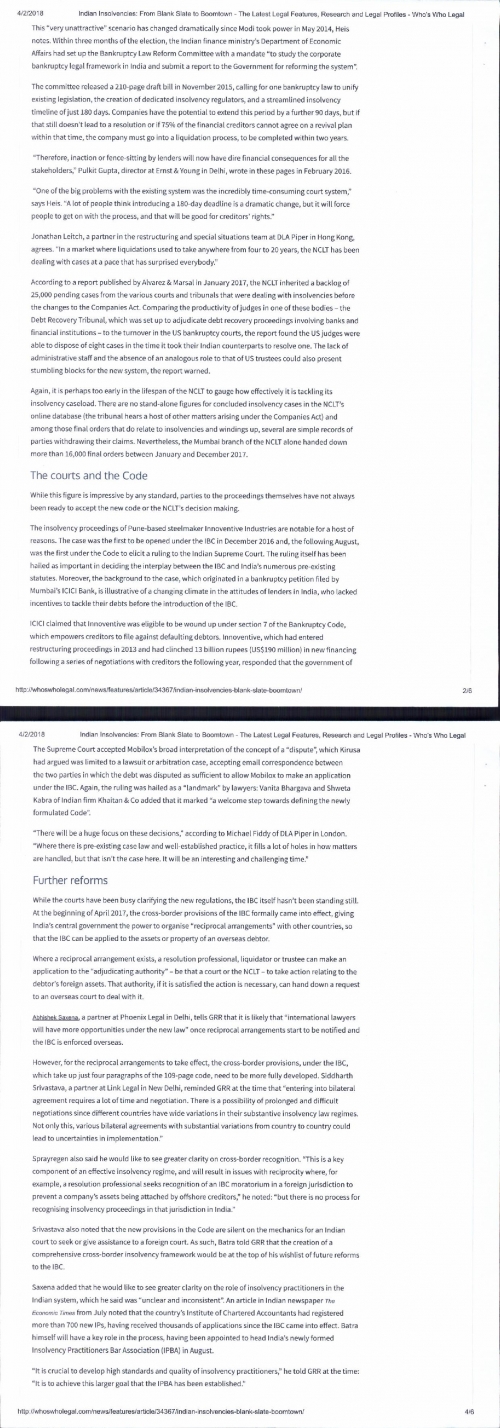 4/2/2018 Indian Insolvencies: From Blank Slate to Boomtown - The Latest Legal Features, Research and Legal Profiles - Who's Who Legal
This "very unattractive" scenario has changed dramatically since Modi took power in May 2014, Heis
notes. Within three months of the election, the Indian finance ministry's Department of Economic
Affairs had set up the Bankruptcy Law Reform Committee with a mandate "to study the corporate
bankruptcy legal framework in India and submit a report to the Government for reforming the system".
The committee released a 210-page draft bill in November 2015, calling for one bankruptcy law to unify
existing legislation, the creation of dedicated insolvency regulators, and a streamlined insolvency
timeline of just 180 days. Companies have the potential to extend this period by a further 90 days, but if
that still doesn't lead to a resolution or if 75% of the financial creditors cannot agree on a revival plan
within that time, the company must go into a liquidation process, to be completed within two years.
"Therefore, inaction or fence-sitting by lenders will now have dire financial consequences for all the
stakeholders," Pulkit Gupta, director at Ernst & Young in Delhi, wrote in these pages in February 2016.
"One of the big problems with the existing system was the incredibly time-consuming court system,"
says Heis. "A lot of people think introducing a 180-day deadline is a dramatic change, but it will force
people to get on with the process, and that will be good for creditors' rights."
Jonathan Leitch, a partner in the restructuring and special situations team at DLA Piper in Hong Kong,
agrees. "In a market where liquidations used to take anywhere from four to 20 years, the NCLT has been
dealing with cases at a pace that has surprised everybody."
According to a report published by Alvarez & Marsal in January 2017, the NCLT inherited a backlog of
25,000 pending cases from the various courts and tribunals that were dealing with insolvencies before
the changes to the Companies Act. Comparing the productivity of judges in one of these bodies – the
Debt Recovery Tribunal, which was set up to adjudicate debt recovery proceedings involving banks and
financial institutions – to the turnover in the US bankruptcy courts, the report found the US judges were
able to dispose of eight cases in the time it took their Indian counterparts to resolve one. The lack of
administrative staff and the absence of an analogous role to that of US trustees could also present
stumbling blocks for the new system, the report warned.
Again, it is perhaps too early in the lifespan of the NCLT to gauge how effectively it is tackling its
insolvency caseload. There are no stand-alone figures for concluded insolvency cases in the NCLT's
online database (the tribunal hears a host of other matters arising under the Companies Act) and
among those final orders that do relate to insolvencies and windings up, several are simple records of
parties withdrawing their claims. Nevertheless, the Mumbai branch of the NCLT alone handed down
more than 16,000 final orders between January and December 2017.
The courts and the Code
While this figure is impressive by any standard, parties to the proceedings themselves have not always
been ready to accept the new code or the NCLT's decision making.
The insolvency proceedings of Pune-based steelmaker Innoventive Industries are notable for a host of
reasons. The case was the first to be opened under the IBC in December 2016 and, the following August,
was the first under the Code to elicit a ruling to the Indian Supreme Court. The ruling itself has been
hailed as important in deciding the interplay between the IBC and India's numerous pre-existing
statutes. Moreover, the background to the case, which originated in a bankruptcy petition filed by
Mumbai's ICICI Bank, is illustrative of a changing climate in the attitudes of lenders in India, who lacked
incentives to tackle their debts before the introduction of the IBC.
ICICI claimed that Innoventive was eligible to be wound up under section 7 of the Bankruptcy Code,
which empowers creditors to file against defaulting debtors. Innoventive, which had entered
restructuring proceedings in 2013 and had clinched 13 billion rupees (US$190 million) in new financing
following a series of negotiations with creditors the following year, responded that the government of
http://whoswholegal.com/news/features/article/34367/indian-insolvencies-blank-slate-boomtown/ 2/6
4/2/2018 Indian Insolvencies: From Blank Slate to Boomtown - The Latest Legal Features, Research and Legal Profiles - Who's Who Legal
The Supreme Court accepted Mobilox's broad interpretation of the concept of a "dispute", which Kirusa
had argued was limited to a lawsuit or arbitration case, accepting email correspondence between
the two parties in which the debt was disputed as sufficient to allow Mobilox to make an application
under the IBC. Again, the ruling was hailed as a "landmark" by lawyers: Vanita Bhargava and Shweta
Kabra of Indian firm Khaitan & Co added that it marked "a welcome step towards defining the newly
formulated Code".
"There will be a huge focus on these decisions," according to Michael Fiddy of DLA Piper in London.
"Where there is pre-existing case law and well-established practice, it fills a lot of holes in how matters
are handled, but that isn't the case here. It will be an interesting and challenging time."
Further reforms
While the courts have been busy clarifying the new regulations, the IBC itself hasn't been standing still.
At the beginning of April 2017, the cross-border provisions of the IBC formally came into effect, giving
India's central government the power to organise "reciprocal arrangements" with other countries, so
that the IBC can be applied to the assets or property of an overseas debtor.
Where a reciprocal arrangement exists, a resolution professional, liquidator or trustee can make an
application to the "adjudicating authority" – be that a court or the NCLT – to take action relating to the
debtor's foreign assets. That authority, if it is satisfied the action is necessary, can hand down a request
to an overseas court to deal with it.
Abhishek Saxena, a partner at Phoenix Legal in Delhi, tells GRR that it is likely that "international lawyers
will have more opportunities under the new law" once reciprocal arrangements start to be notified and
the IBC is enforced overseas.
However, for the reciprocal arrangements to take effect, the cross-border provisions, under the IBC,
which take up just four paragraphs of the 109-page code, need to be more fully developed. Siddharth
Srivastava, a partner at Link Legal in New Delhi, reminded GRR at the time that "entering into bilateral
agreement requires a lot of time and negotiation. There is a possibility of prolonged and difficult
negotiations since different countries have wide variations in their substantive insolvency law regimes.
Not only this, various bilateral agreements with substantial variations from country to country could
lead to uncertainties in implementation."
Sprayregen also said he would like to see greater clarity on cross-border recognition. "This is a key
component of an effective insolvency regime, and will result in issues with reciprocity where, for
example, a resolution professional seeks recognition of an IBC moratorium in a foreign jurisdiction to
prevent a company's assets being attached by offshore creditors," he noted: "but there is no process for
recognising insolvency proceedings in that jurisdiction in India."
Srivastava also noted that the new provisions in the Code are silent on the mechanics for an Indian
court to seek or give assistance to a foreign court. As such, Batra told GRR that the creation of a
comprehensive cross-border insolvency framework would be at the top of his wishlist of future reforms
to the IBC.
Saxena added that he would like to see greater clarity on the role of insolvency practitioners in the
Indian system, which he said was "unclear and inconsistent". An article in Indian newspaper The
Economic Times from July noted that the country's Institute of Chartered Accountants had registered
more than 700 new IPs, having received thousands of applications since the IBC came into effect. Batra
himself will have a key role in the process, having been appointed to head India's newly formed
Insolvency Practitioners Bar Association (IPBA) in August.
"It is crucial to develop high standards and quality of insolvency practitioners," he told GRR at the time:
"It is to achieve this larger goal that the IPBA has been established."
http://whoswholegal.com/news/features/article/34367/indian-insolvencies-blank-slate-boomtown/ 4/6